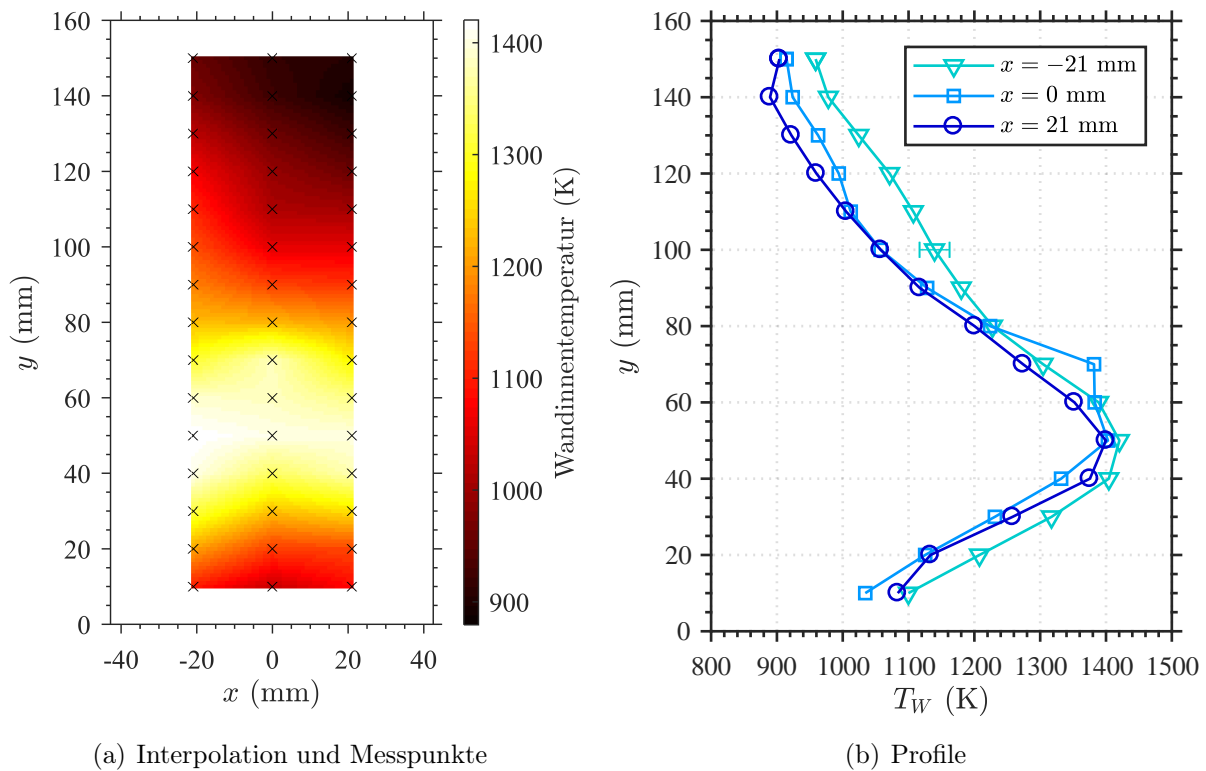 160
140
120
100
80
60
40
20
0
y (mm)
-40 -20 0 20 40
x (mm)
1400
1300
1200
1100
1000
900
Wandinnentemperatur (K)
(a) Interpolation und Messpunkte
160
140
120
100
80
60
40
20
0
y (mm)
x = −21 mm
x = 0 mm
x = 21 mm
800 900 1000 1100 1200 1300 1400 1500
T_W (K)
(b) Profile